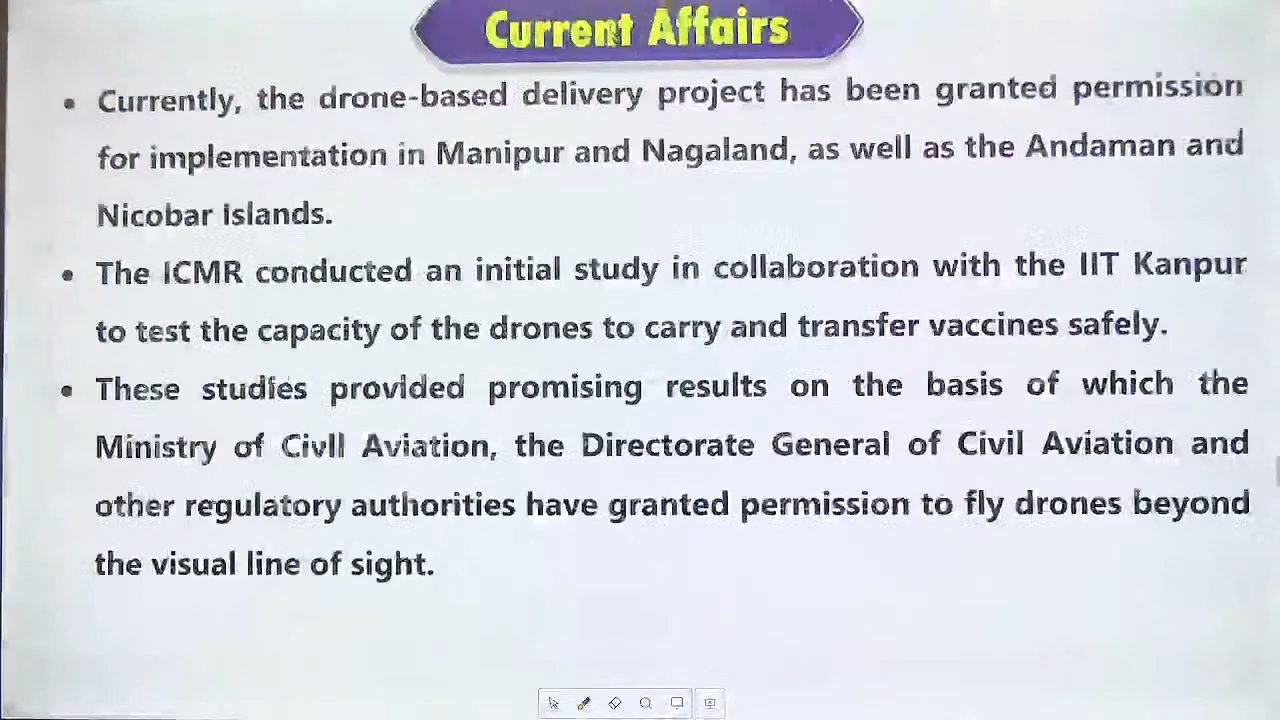 Current Affairs
• Currently, the drone-based delivery project has been granted permission
for implementation in Manipur and Nagaland, as well as the Andaman and
Nicobar Islands.
• The ICMR conducted an initial study in collaboration with the IIT Kanpur
to test the capacity of the drones to carry and transfer vaccines safely.
• These studies provided promising results on the basis of which the
Ministry of Civil Aviation, the Directorate General of Civil Aviation and
other regulatory authorities have granted permission to fly drones beyond
the visual line of sight.